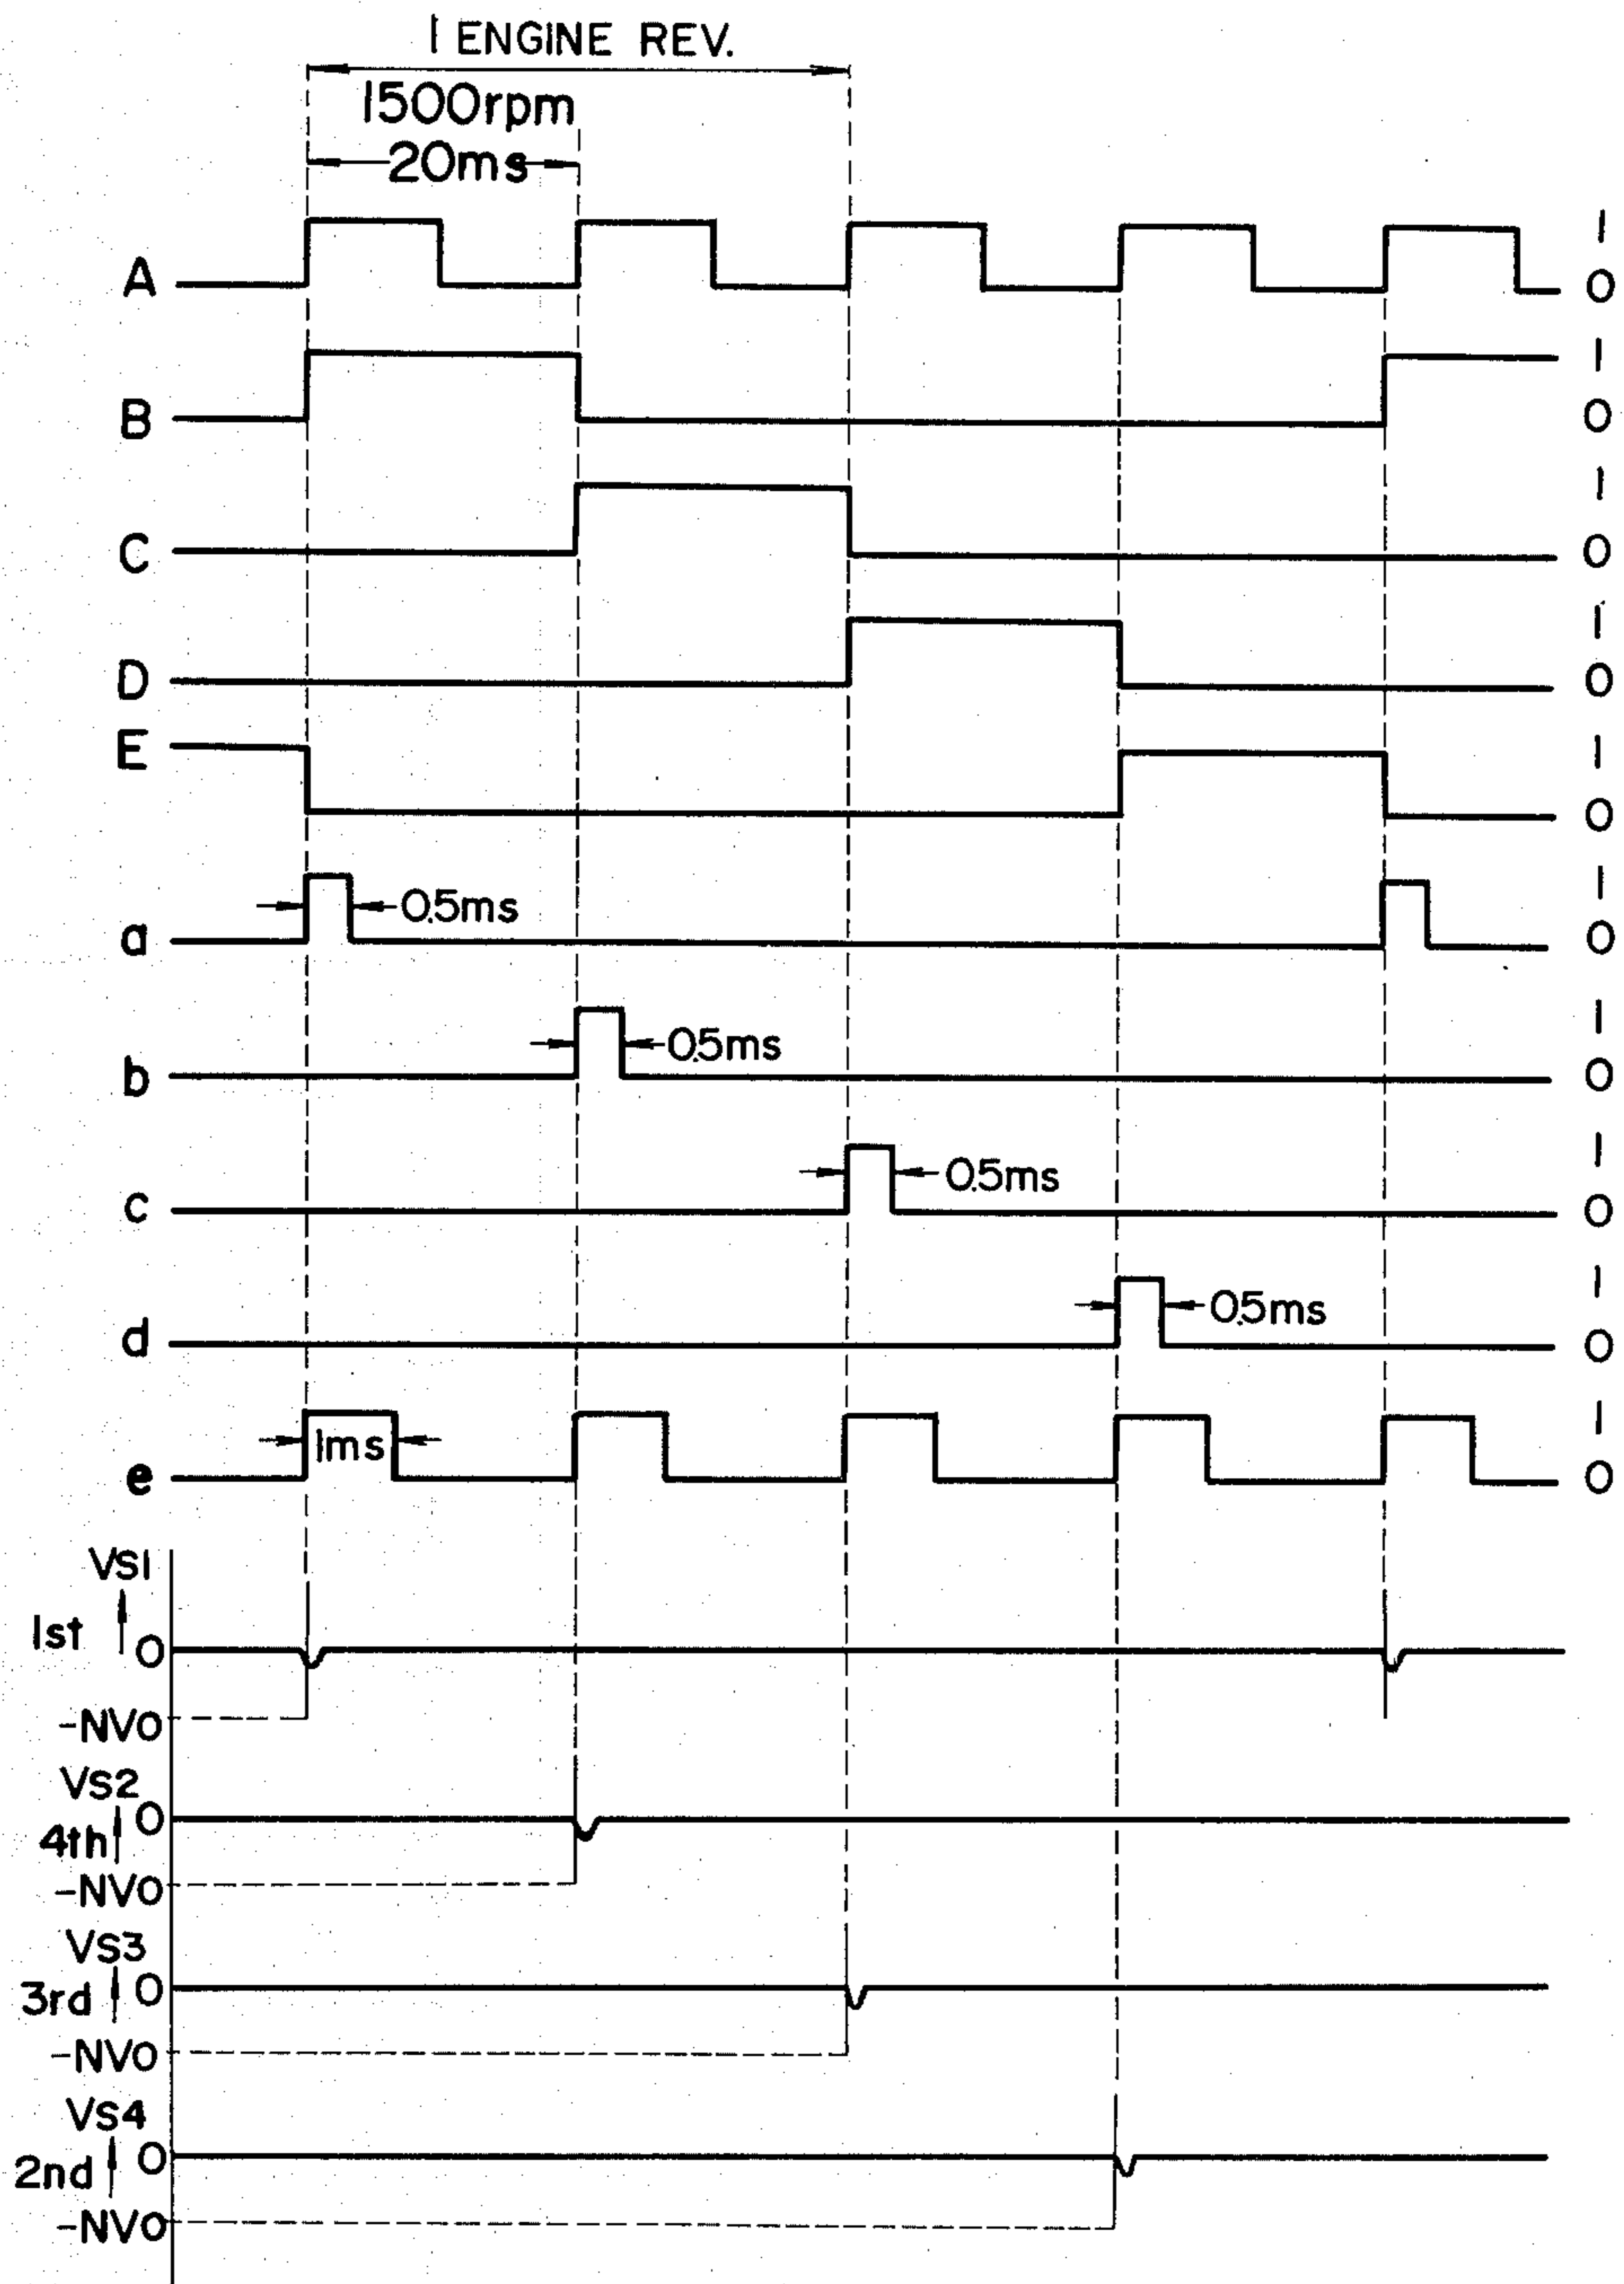 1 ENGINE REV.
1500rpm
20ms
A 1 0
B 1 0
C 1 0
D 1 0
E 1 0
a 0.5ms 1 0
b 0.5ms 1 0
c 0.5ms 1 0
d 0.5ms 1 0
e 1ms 1 0
VS1
1st 0
-NV0
VS2
4th 0
-NV0
VS3
3rd 0
-NV0
VS4
2nd 0
-NV0